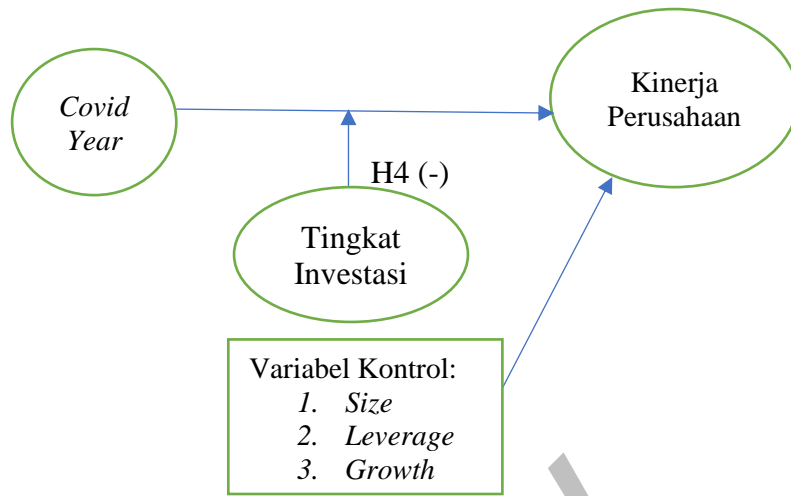 Covid
Year
Kinerja
Perusahaan
H4 (-)
Tingkat
Investasi
Variabel Kontrol:
1. Size
2. Leverage
3. Growth